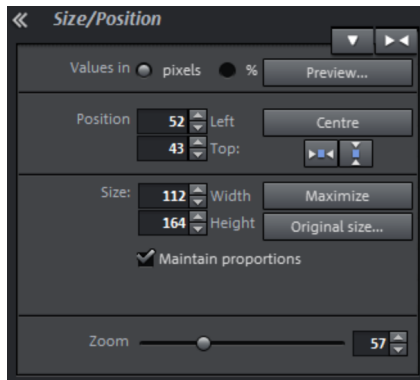 Size/Position
Values in pixels % Preview...
Position 52 Left Centre
43 Top:
Size: 112 Width Maximize
164 Height Original size...
Maintain proportions
Zoom 57